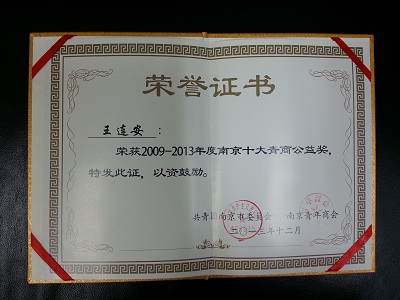 荣誉证书
王连安：
荣获2009-2013年度南京十大青商公益奖，
特发此证，以资鼓励。
共青团南京市委员会 南京青年商会
二〇一三年十二月